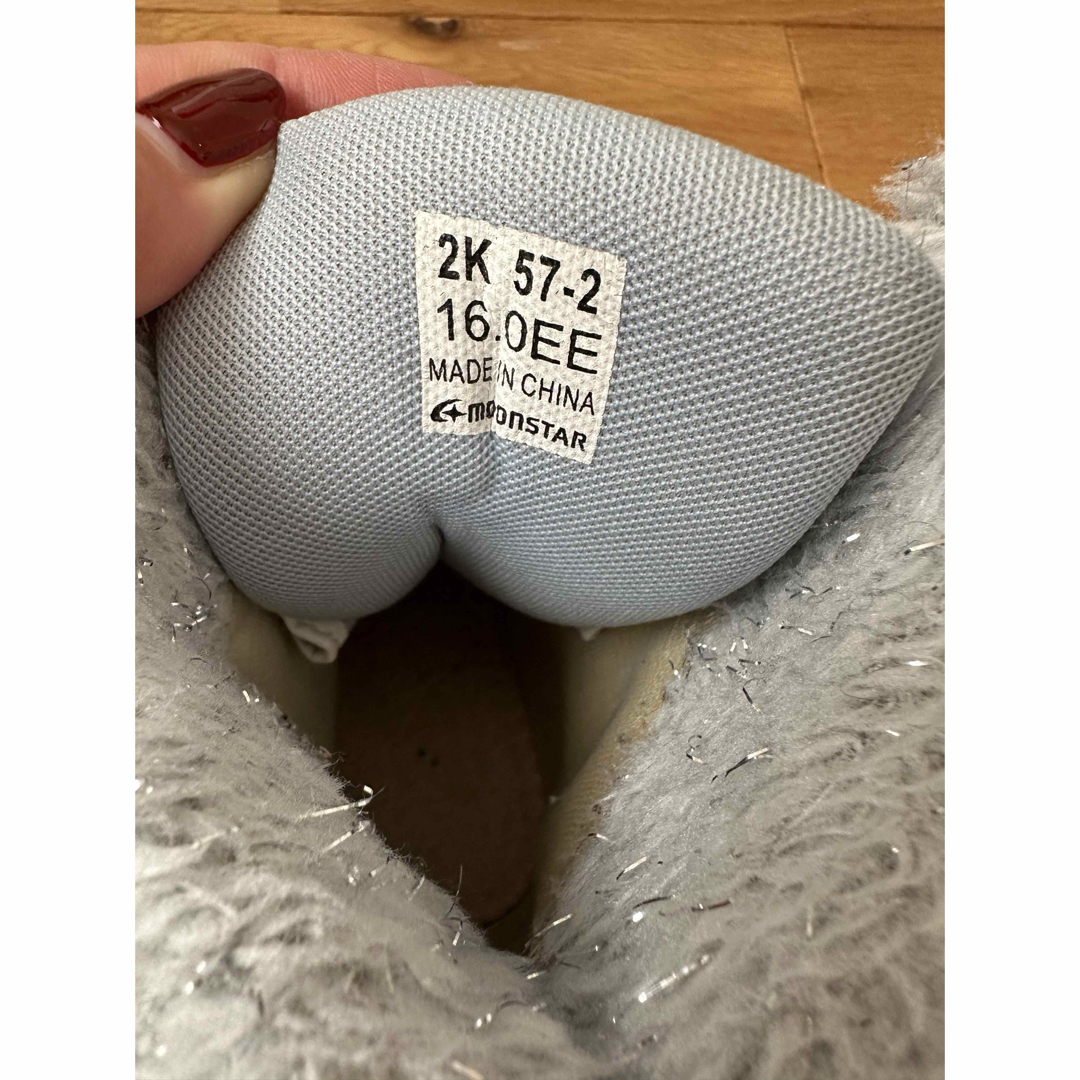 2K 57-2
16.0EE
MADE IN CHINA
moonstar